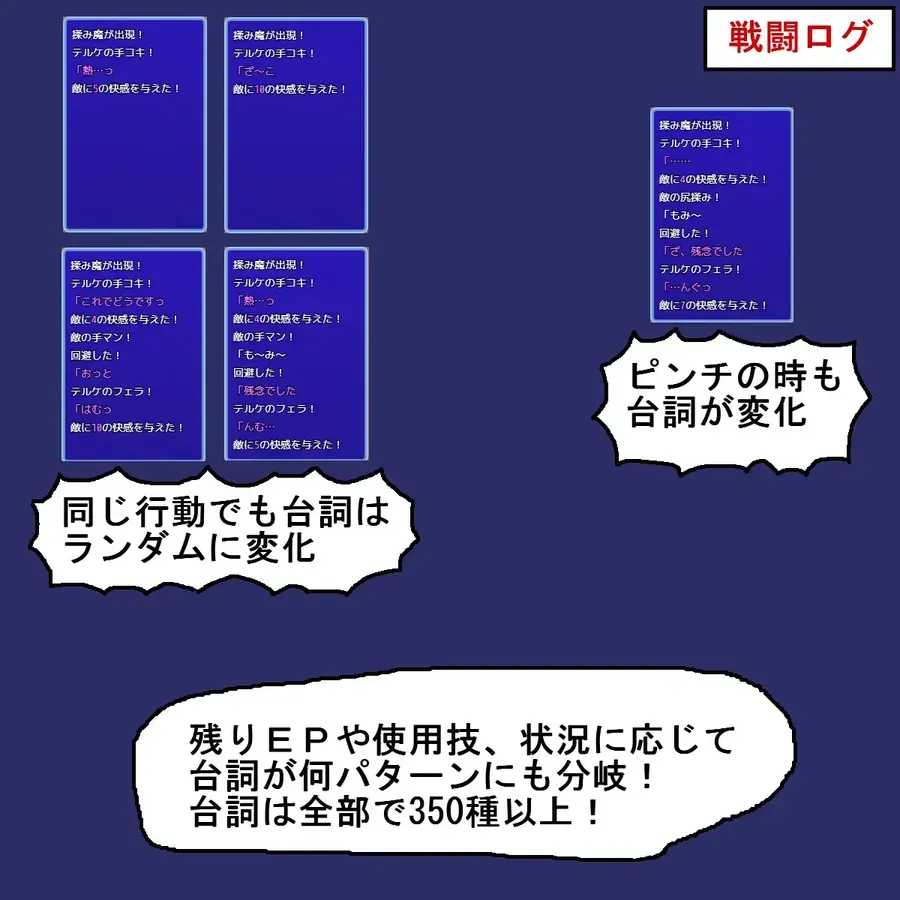 戦闘ログ
揉み魔が出現！
テルケの手コキ！
「熱…っ
敵に5の快感を与えた！
揉み魔が出現！
テルケの手コキ！
「ざ～こ
敵に10の快感を与えた！
揉み魔が出現！
テルケの手コキ！
「これでどうですっ
敵に4の快感を与えた！
敵の手マン！
回避した！
「おっと
テルケのフェラ！
「はむっ
敵に10の快感を与えた！
揉み魔が出現！
テルケの手コキ！
「熱…っ
敵に4の快感を与えた！
敵の手マン！
「も～み～
回避した！
「残念でした
テルケのフェラ！
「んむ…
敵に5の快感を与えた！
同じ行動でも台詞は
ランダムに変化
揉み魔が出現！
テルケの手コキ！
「……
敵に4の快感を与えた！
敵の尻揉み！
「もみ～
回避した！
「ざ、残念でした
テルケのフェラ！
「…んぐっ
敵に7の快感を与えた！
ピンチの時も
台詞が変化
残りＥＰや使用技、状況に応じて
台詞が何パターンにも分岐！
台詞は全部で350種以上！